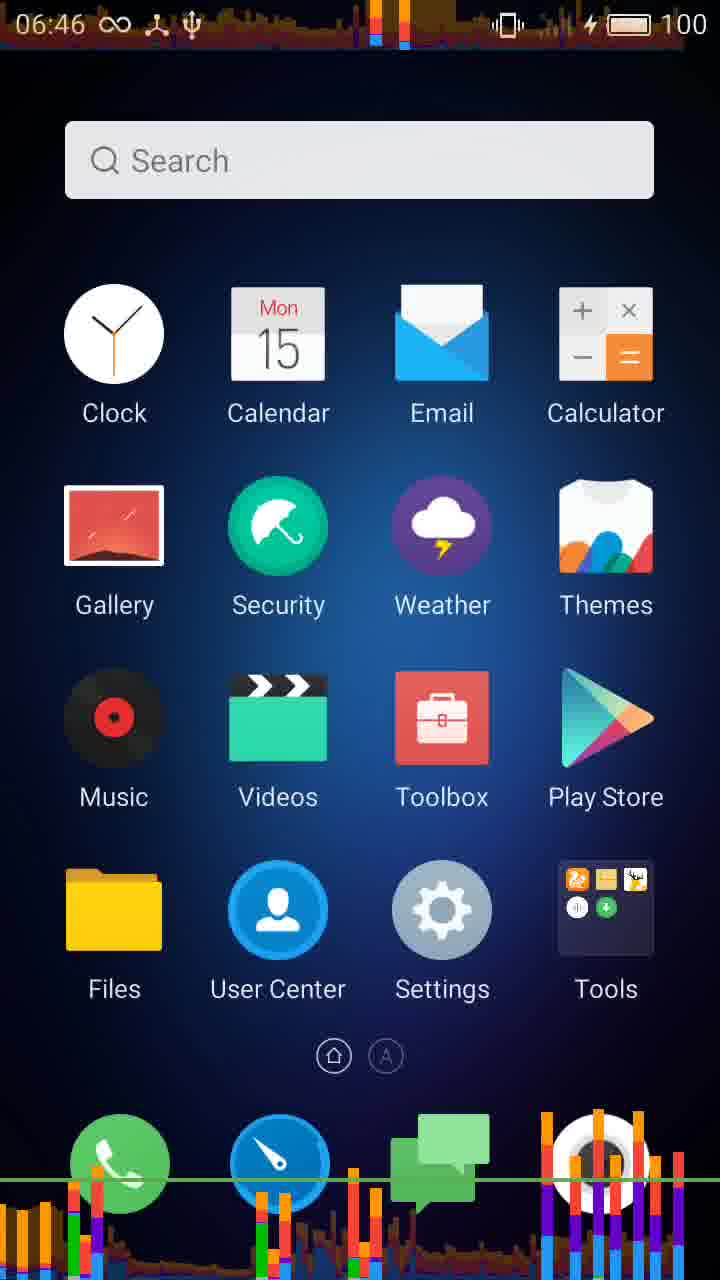 06:46 100
Search
Mon
15
Clock Calendar Email Calculator
Gallery Security Weather Themes
Music Videos Toolbox Play Store
Files User Center Settings Tools
A